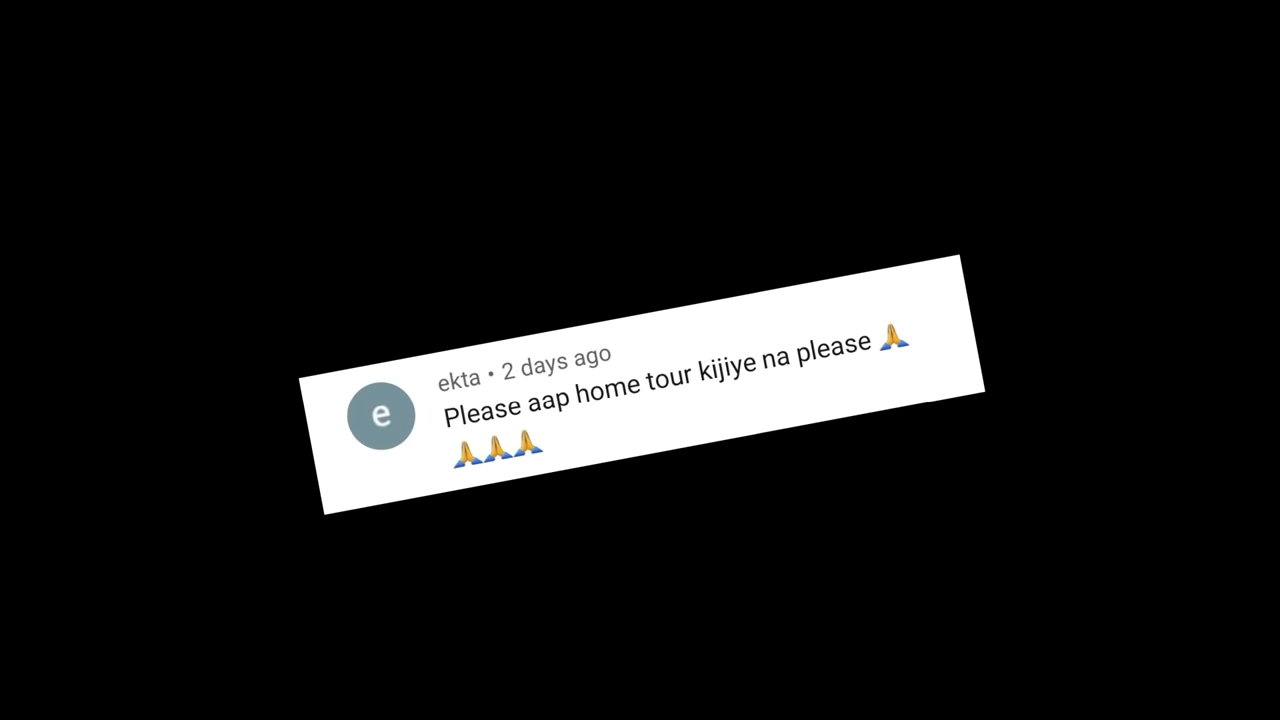 e
ekta • 2 days ago
Please aap home tour kijiye na please 🙏
🙏🙏🙏